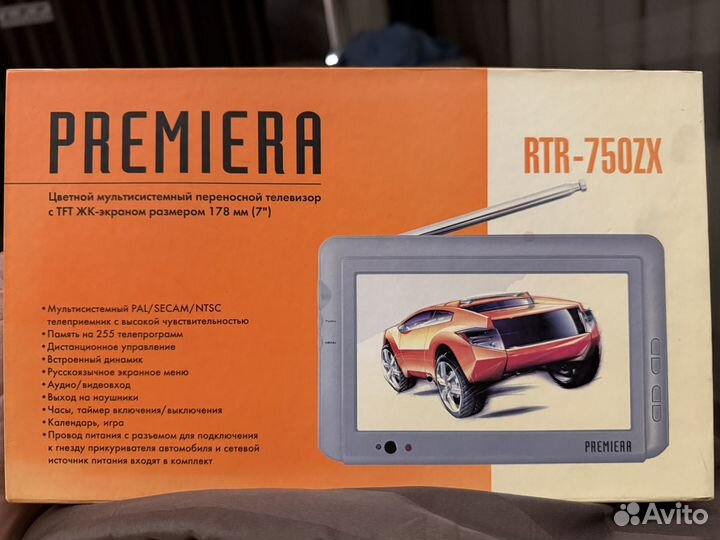 PREMIERA
RTR-750ZX
Цветной мультисистемный переносной телевизор
с TFT ЖК-экраном размером 178 мм (7")
•Мультисистемный PAL/SECAM/NTSC
телеприемник с высокой чувствительностью
•Память на 255 телепрограмм
•Дистанционное управление
•Встроенный динамик
•Русскоязычное экранное меню
•Аудио/видеовход
•Выход на наушники
•Часы, таймер включения/выключения
•Календарь, игра
•Провод питания с разъемом для подключения
к гнезду прикуривателя автомобиля и сетевой
источник питания входят в комплект
PREMIERA
Avito